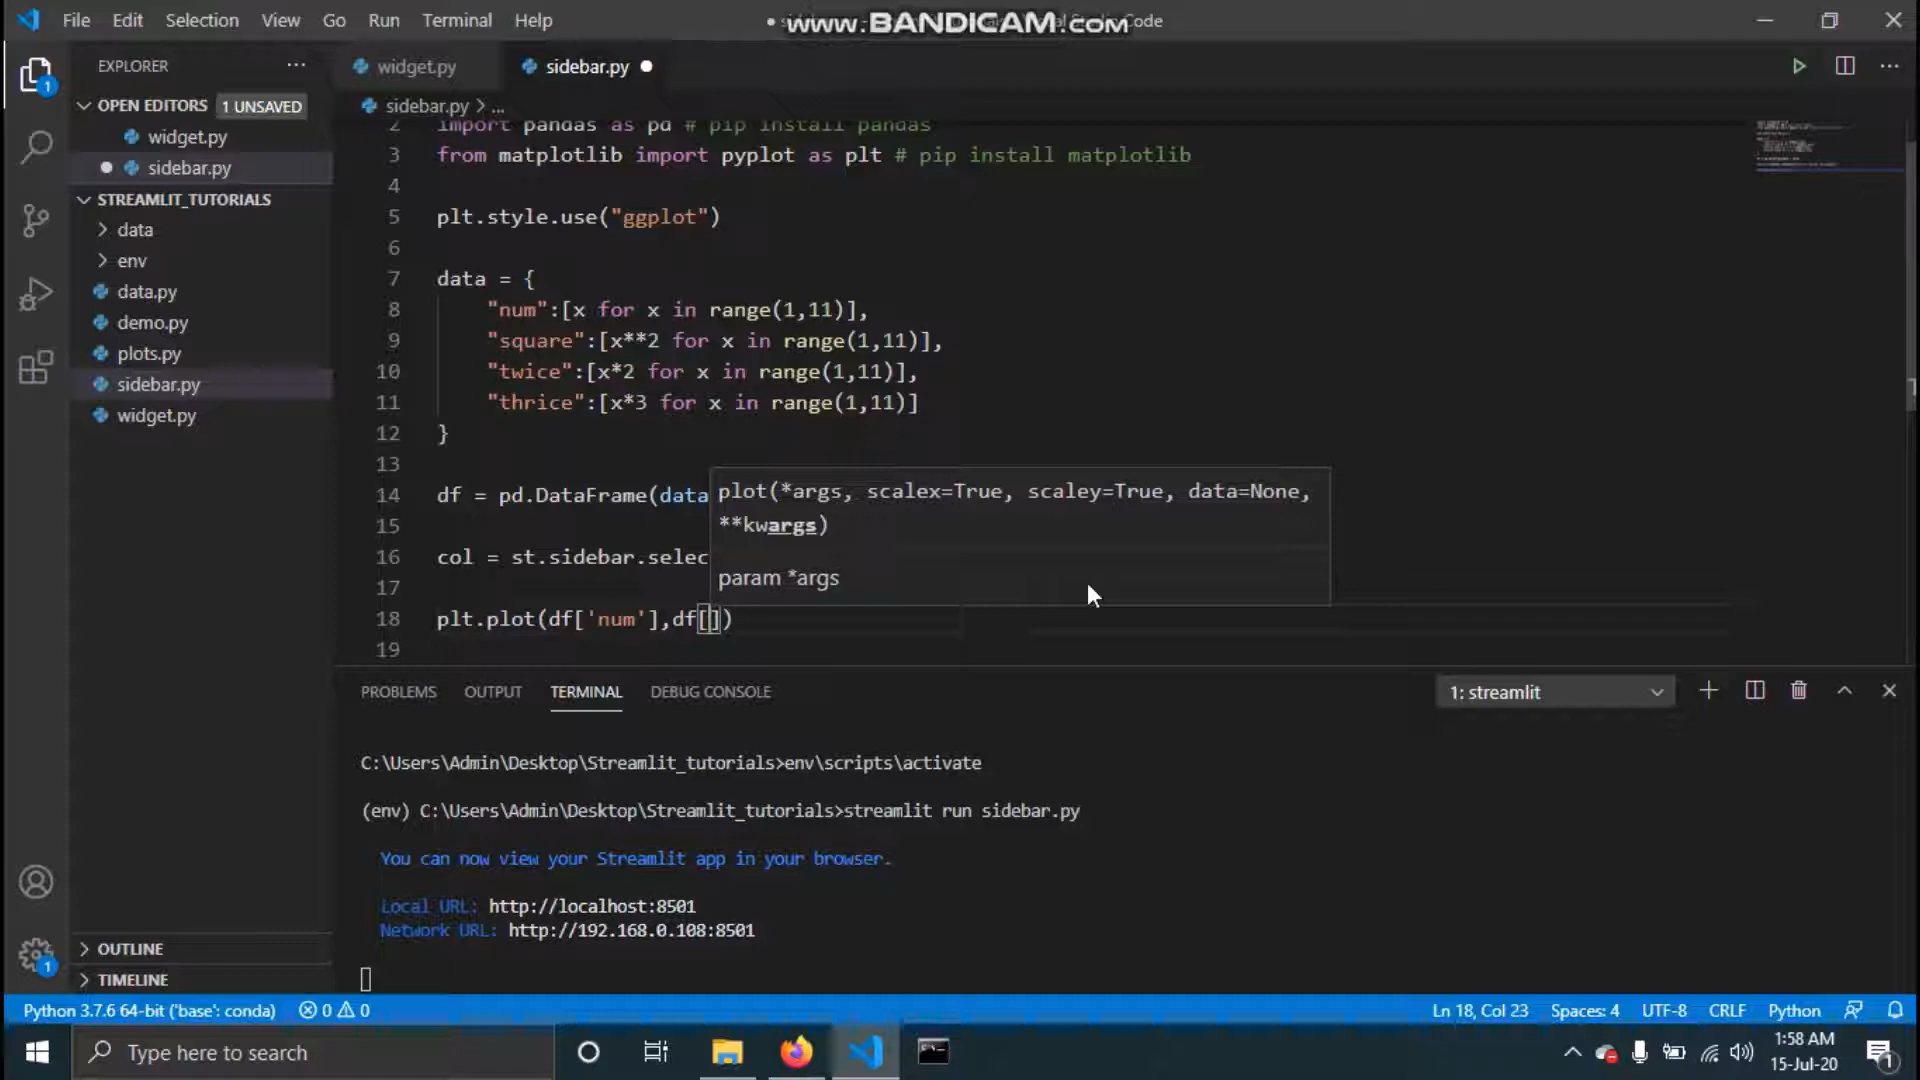 File Edit Selection View Go Run Terminal Help
www.BANDICAM.com
Code
EXPLORER
OPEN EDITORS 1 UNSAVED
widget.py
sidebar.py
STREAMLIT_TUTORIALS
data
env
data.py
demo.py
plots.py
sidebar.py
widget.py
OUTLINE
TIMELINE
widget.py sidebar.py
sidebar.py > ...
2 import pandas as pd # pip install pandas
3 from matplotlib import pyplot as plt # pip install matplotlib
4
5 plt.style.use("ggplot")
6
7 data = {
8 "num":[x for x in range(1,11)],
9 "square":[x**2 for x in range(1,11)],
10 "twice":[x*2 for x in range(1,11)],
11 "thrice":[x*3 for x in range(1,11)]
12 }
13
14 df = pd.DataFrame(data
15
16 col = st.sidebar.selec
17
18 plt.plot(df['num'],df[])
19
plot(*args, scalex=True, scaley=True, data=None,
**kwargs)
param *args
PROBLEMS OUTPUT TERMINAL DEBUG CONSOLE
1: streamlit
C:\Users\Admin\Desktop\Streamlit_tutorials>env\scripts\activate
(env) C:\Users\Admin\Desktop\Streamlit_tutorials>streamlit run sidebar.py
You can now view your Streamlit app in your browser.
Local URL: http://localhost:8501
Network URL: http://192.168.0.108:8501
Python 3.7.6 64-bit ('base': conda) 0 0
Ln 18, Col 23 Spaces: 4 UTF-8 CRLF Python
Type here to search
1:58 AM
15-Jul-20
1
1
1